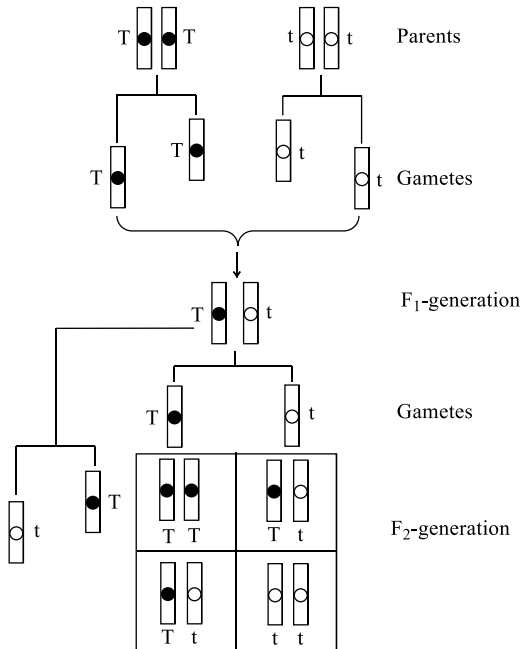 T T t t Parents
T T t t Gametes
T t F₁-generation
T t Gametes
t T
T T T t
F₂-generation
T t t t